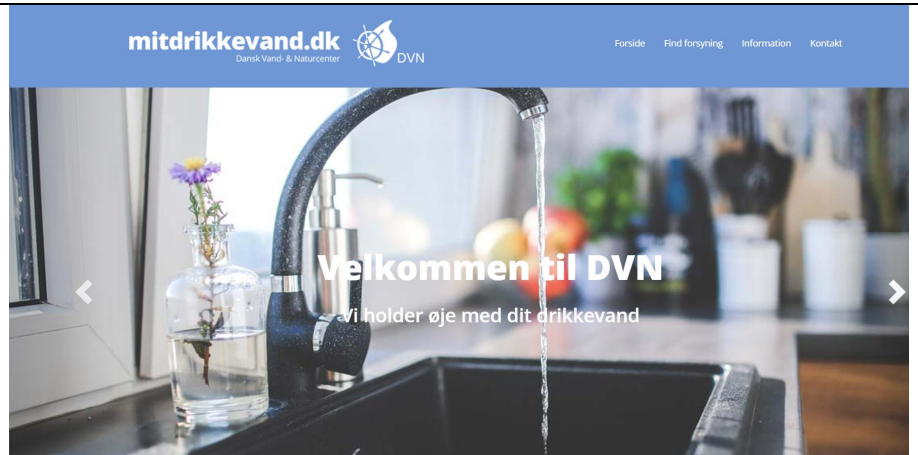 mitdrikkevand.dk
Dansk Vand- & Naturcenter
DVN
Forside Find forsyning Information Kontakt
Velkommen til DVN
Vi holder øje med dit drikkevand